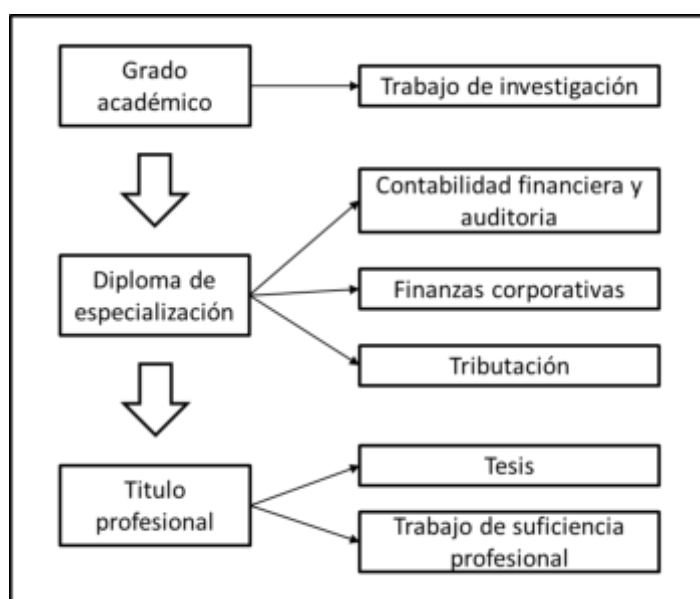 Grado
académico
Trabajo de investigación
Contabilidad financiera y
auditoria
Diploma de
especialización
Finanzas corporativas
Tributación
Titulo
profesional
Tesis
Trabajo de suficiencia
profesional